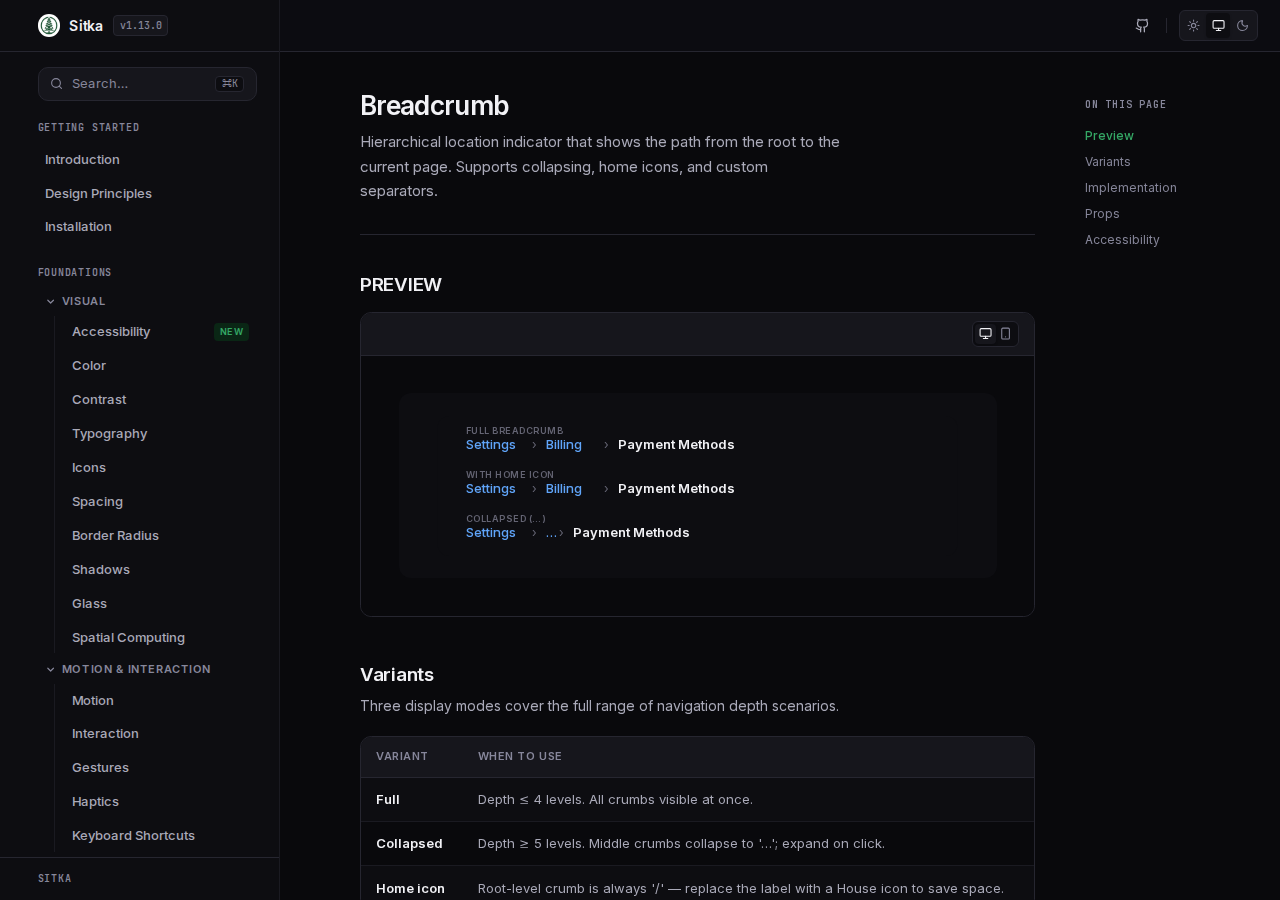 Sitka v1.13.0
Search... ⌘K
GETTING STARTED
Introduction
Design Principles
Installation
FOUNDATIONS
VISUAL
Accessibility NEW
Color
Contrast
Typography
Icons
Spacing
Border Radius
Shadows
Glass
Spatial Computing
MOTION & INTERACTION
Motion
Interaction
Gestures
Haptics
Keyboard Shortcuts
SITKA
Breadcrumb
Hierarchical location indicator that shows the path from the root to the
current page. Supports collapsing, home icons, and custom
separators.
PREVIEW
FULL BREADCRUMB
Settings › Billing › Payment Methods
WITH HOME ICON
Settings › Billing › Payment Methods
COLLAPSED (…)
Settings › … › Payment Methods
Variants
Three display modes cover the full range of navigation depth scenarios.
VARIANT WHEN TO USE
Full Depth ≤ 4 levels. All crumbs visible at once.
Collapsed Depth ≥ 5 levels. Middle crumbs collapse to '…'; expand on click.
Home icon Root-level crumb is always '/' — replace the label with a House icon to save space.
ON THIS PAGE
Preview
Variants
Implementation
Props
Accessibility